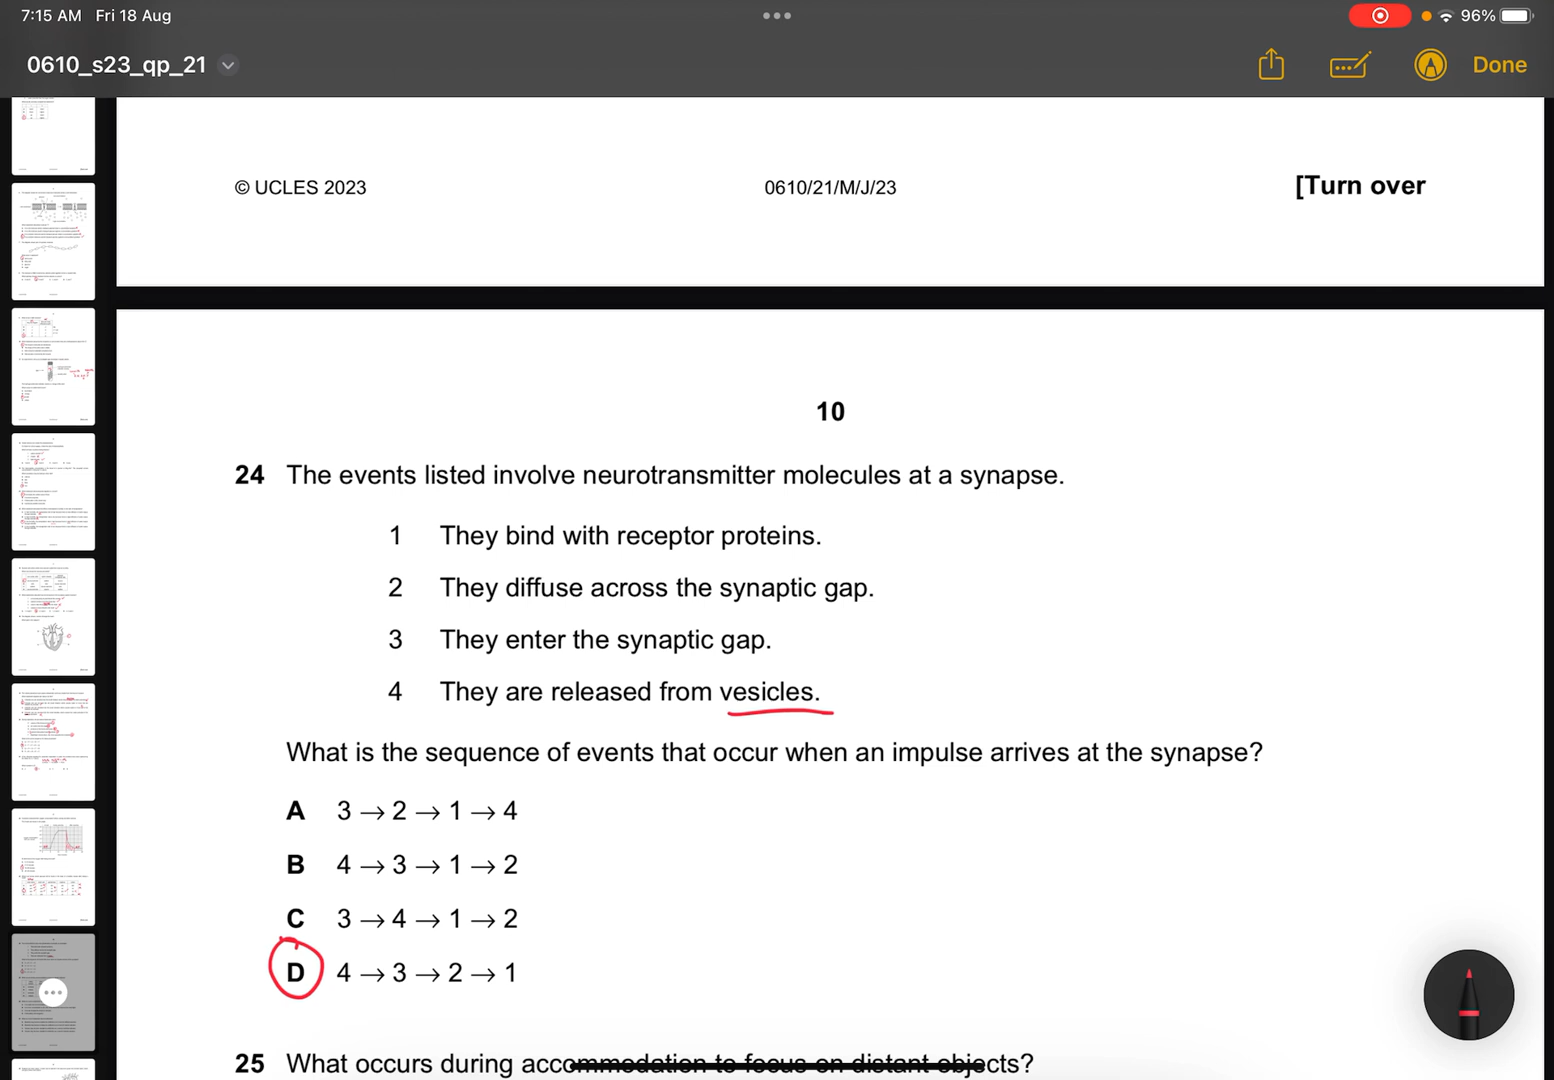 7:15 AM Fri 18 Aug
96%
0610_s23_qp_21
Done
© UCLES 2023
0610/21/M/J/23
[Turn over
10
24 The events listed involve neurotransmitter molecules at a synapse.
1 They bind with receptor proteins.
2 They diffuse across the synaptic gap.
3 They enter the synaptic gap.
4 They are released from vesicles.
What is the sequence of events that occur when an impulse arrives at the synapse?
A 3 → 2 → 1 → 4
B 4 → 3 → 1 → 2
C 3 → 4 → 1 → 2
D 4 → 3 → 2 → 1
25 What occurs during accommodation to focus on distant objects?